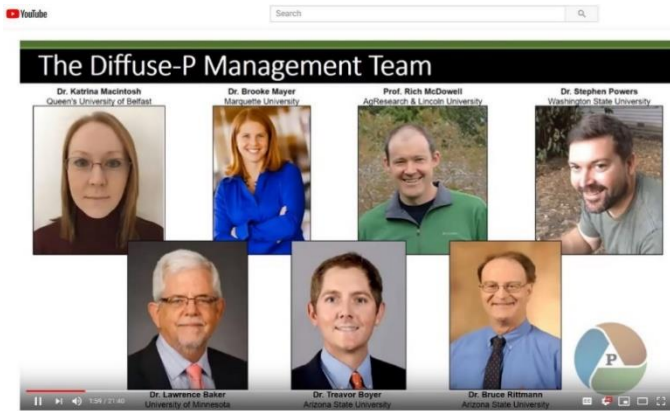 YouTube
Search
The Diffuse-P Management Team
Dr. Katrina Macintosh
Queen's University of Belfast
Dr. Brooke Mayer
Marquette University
Prof. Rich McDowell
AgResearch & Lincoln University
Dr. Stephen Powers
Washington State University
P
Dr. Lawrence Baker
University of Minnesota
Dr. Treavor Boyer
Arizona State University
Dr. Bruce Rittmann
Arizona State University
1:59 / 21:40